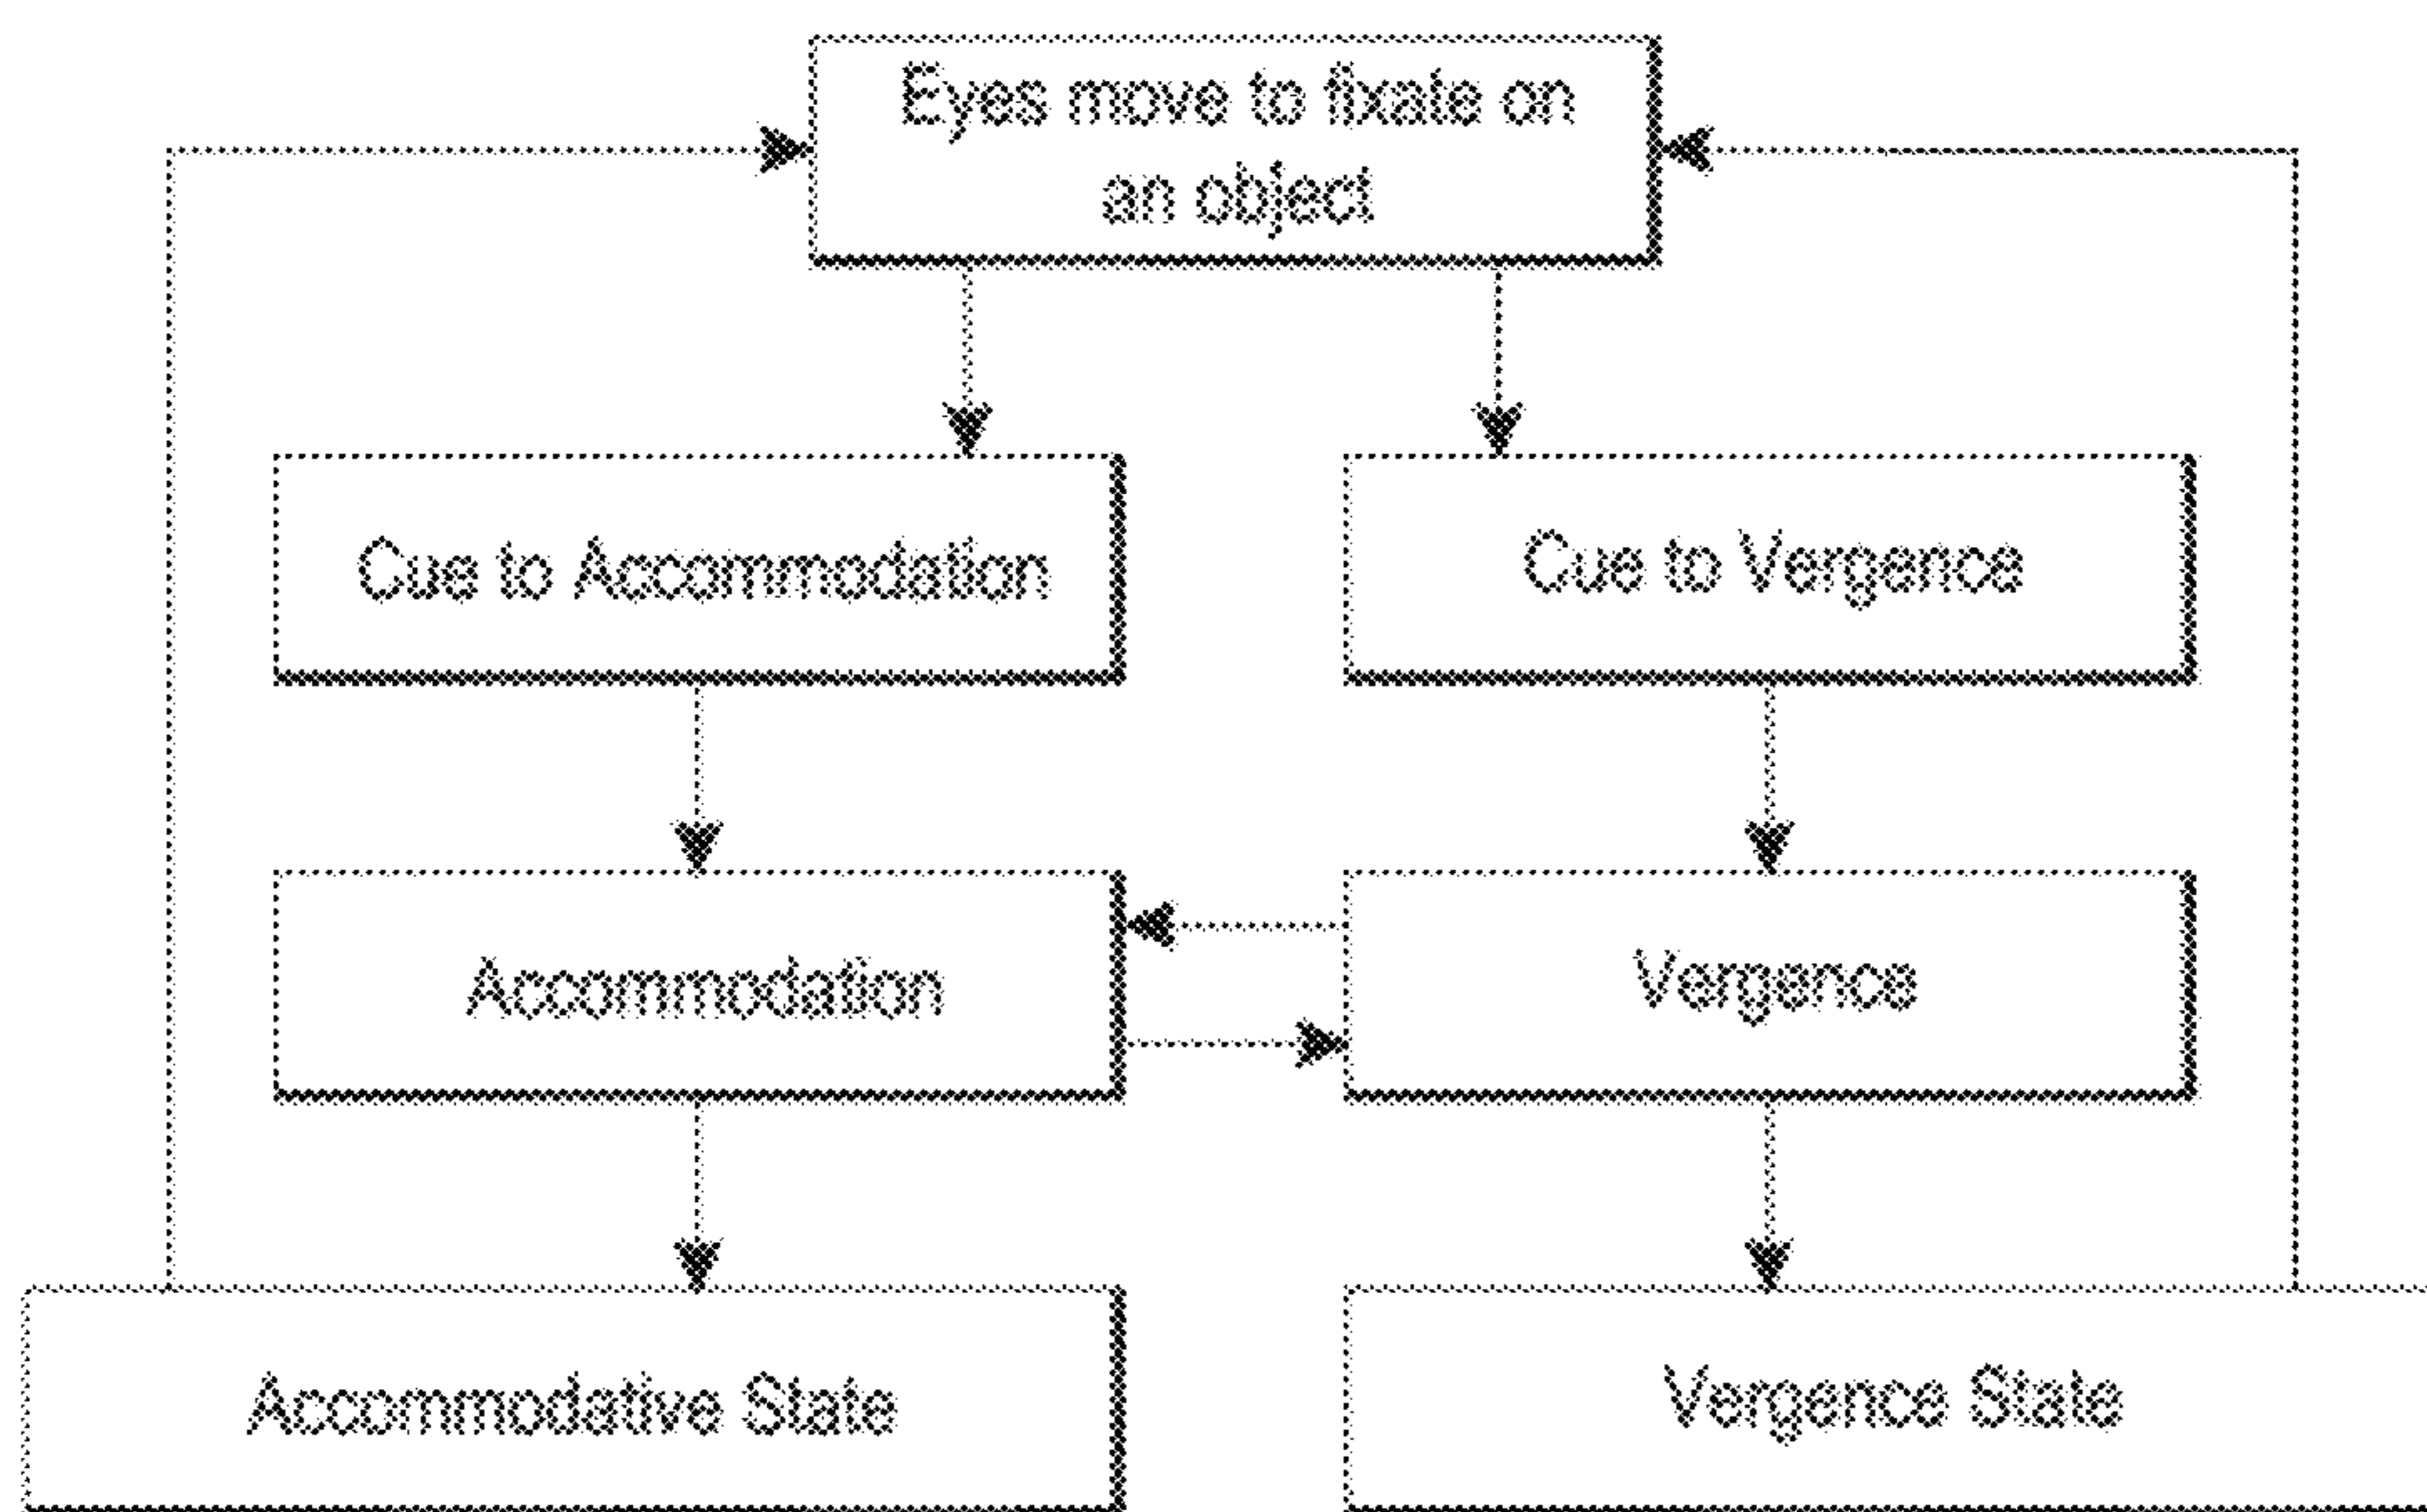 Eyes move to fixate on
an object
Cue to Accommodation
Cue to Vergence
Accommodation
Vergence
Accommodative State
Vergence State